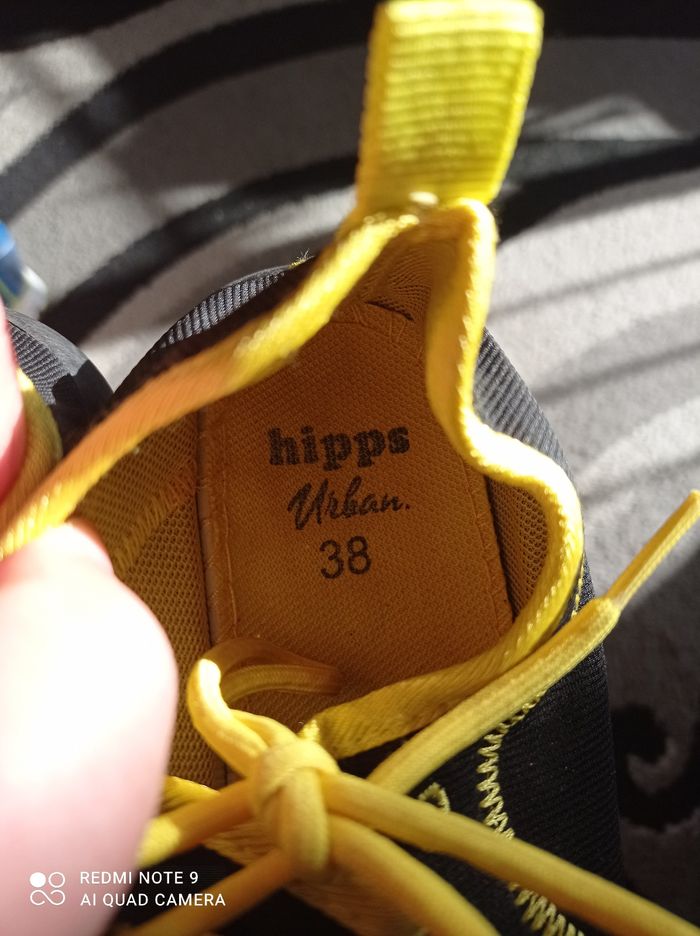 hipps
Urban.
38
REDMI NOTE 9
AI QUAD CAMERA